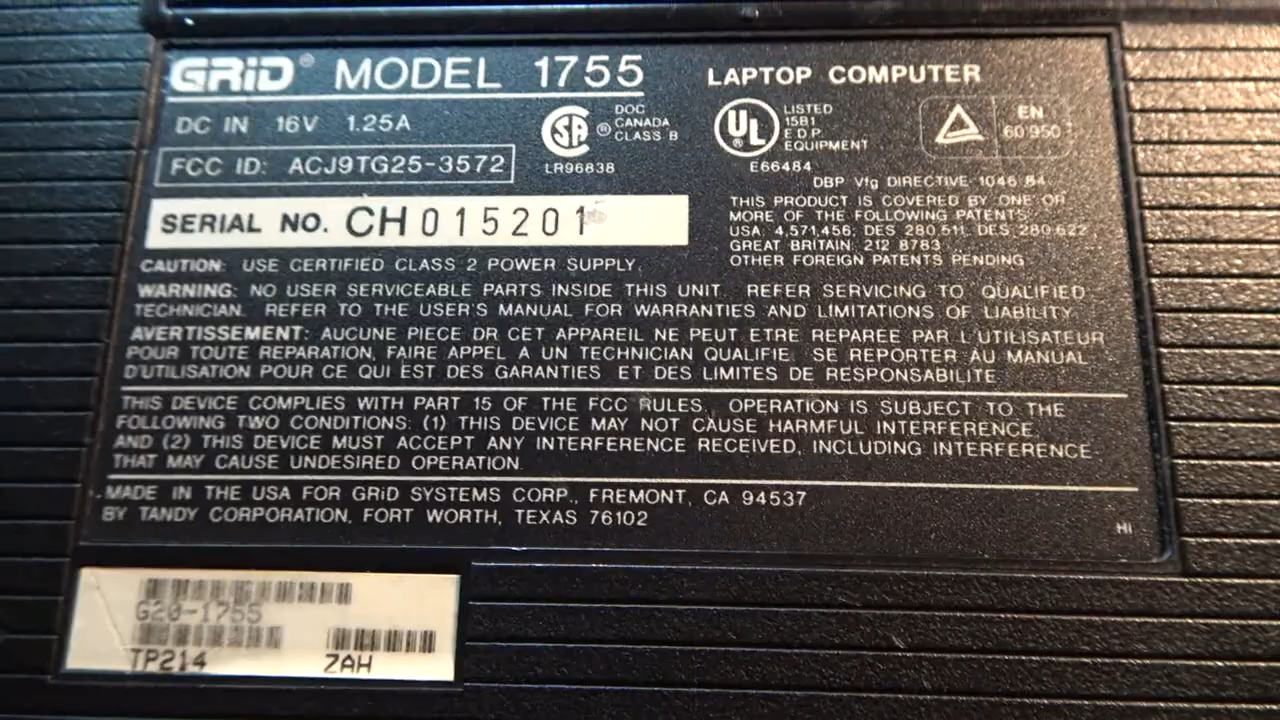 GRiD® MODEL 1755
LAPTOP COMPUTER
DC IN 16V 1.25A
FCC ID: ACJ9TG25-3572
SA ® DOC
CANADA
CLASS B
LR96838
UL ® LISTED
15B1
E.D.P.
EQUIPMENT
E66484
EN
60 950
DBP Vfg DIRECTIVE 1046 84
SERIAL NO. CH015201
THIS PRODUCT IS COVERED BY ONE OR
MORE OF THE FOLLOWING PATENTS
USA: 4,571,456; DES 280,511; DES 280,622
GREAT BRITAIN: 212 8783
OTHER FOREIGN PATENTS PENDING
CAUTION: USE CERTIFIED CLASS 2 POWER SUPPLY.
WARNING: NO USER SERVICEABLE PARTS INSIDE THIS UNIT. REFER SERVICING TO QUALIFIED
TECHNICIAN. REFER TO THE USER'S MANUAL FOR WARRANTIES AND LIMITATIONS OF LIABILITY.
AVERTISSEMENT: AUCUNE PIECE DR CET APPAREIL NE PEUT ETRE REPAREE PAR L'UTILISATEUR
POUR TOUTE REPARATION, FAIRE APPEL A UN TECHNICIAN QUALIFIE. SE REPORTER AU MANUAL
D'UTILISATION POUR CE QUI EST DES GARANTIES ET DES LIMITES DE RESPONSABILITE
THIS DEVICE COMPLIES WITH PART 15 OF THE FCC RULES. OPERATION IS SUBJECT TO THE
FOLLOWING TWO CONDITIONS: (1) THIS DEVICE MAY NOT CAUSE HARMFUL INTERFERENCE,
AND (2) THIS DEVICE MUST ACCEPT ANY INTERFERENCE RECEIVED, INCLUDING INTERFERENCE
THAT MAY CAUSE UNDESIRED OPERATION.
MADE IN THE USA FOR GRiD SYSTEMS CORP., FREMONT, CA 94537
BY TANDY CORPORATION, FORT WORTH, TEXAS 76102
HI
G20-1755
TP214 ZAH